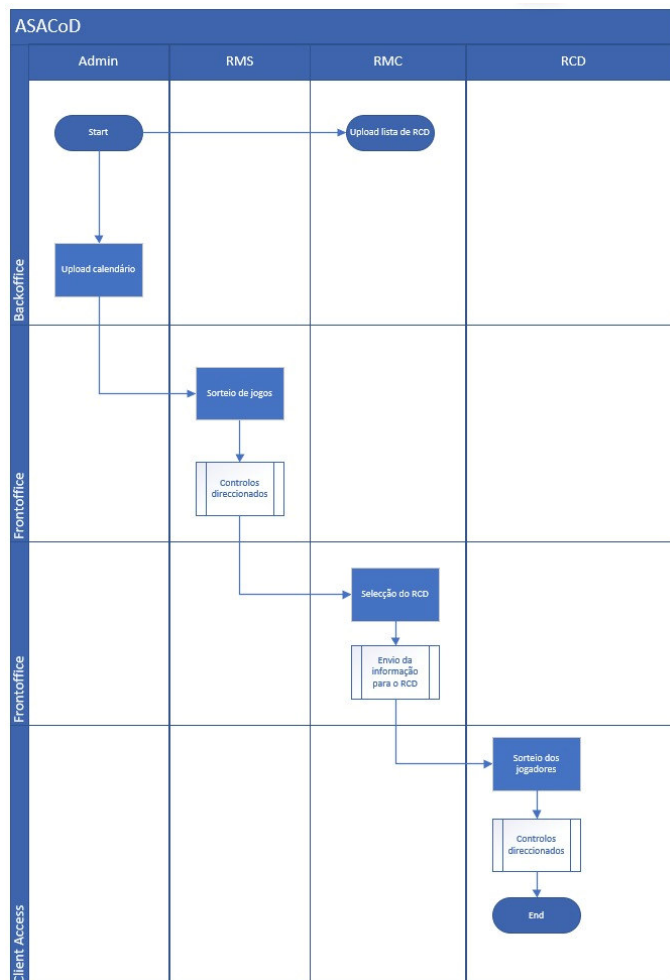 ASACoD
Admin
RMS
RMC
RCD
Backoffice
Start
Upload lista de RCD
Upload calendário
Frontoffice
Sorteio de jogos
Controlos
direccionados
Frontoffice
Selecção do RCD
Envio da
informação
para o RCD
Client Access
Sorteio dos
jogadores
Controlos
direccionados
End